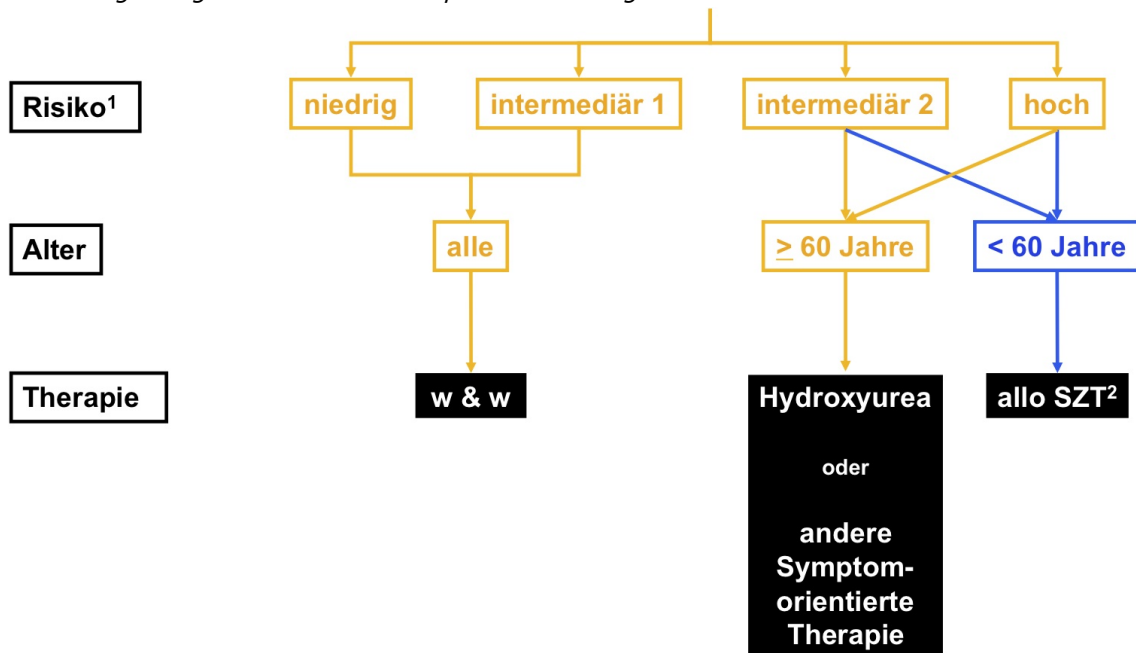 Risiko¹
niedrig
intermediär 1
intermediär 2
hoch
Alter
alle
≥ 60 Jahre
< 60 Jahre
Therapie
w & w
Hydroxyurea
oder
andere
Symptom-
orientierte
Therapie
allo SZT²